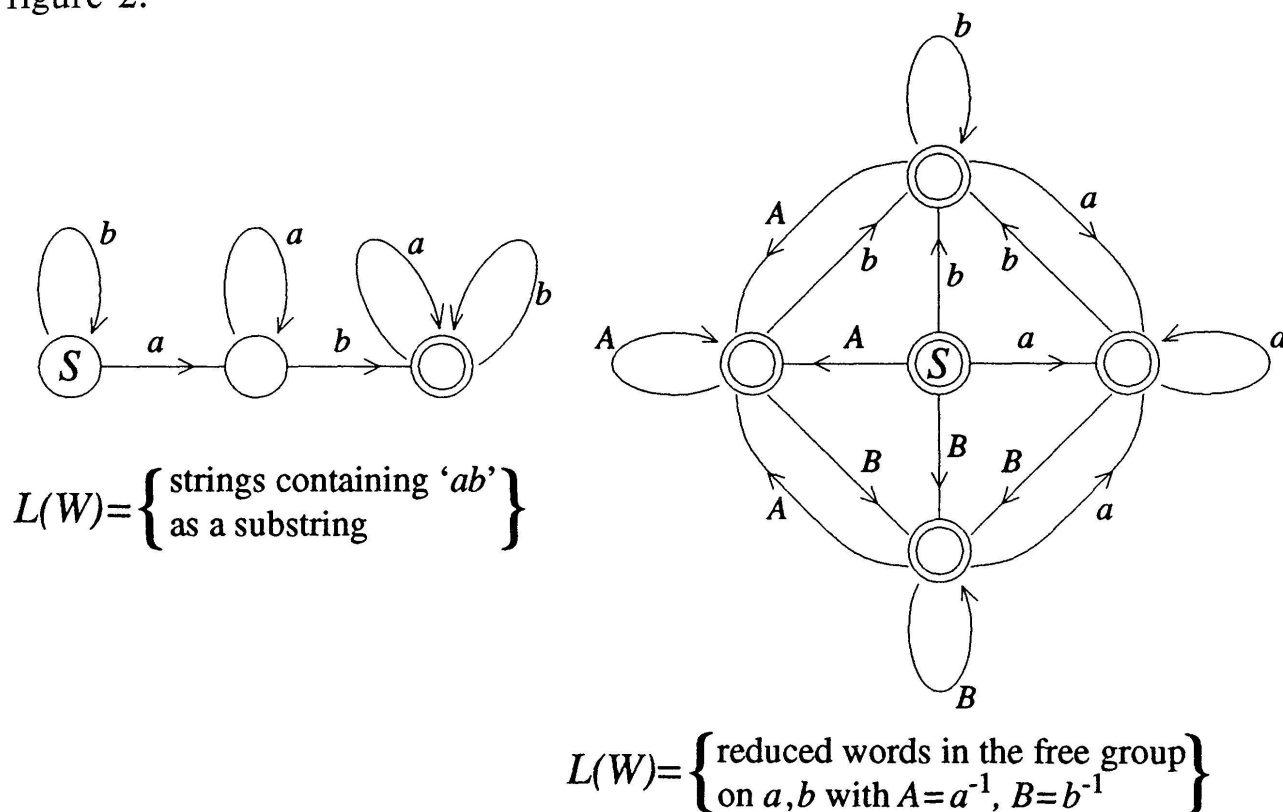 figure 2.
b
a
a
b
S
a
b
L(W)={strings containing ‘ab’
as a substring}
b
A
a
b
b
b
A
A
S
a
a
B
B
B
A
a
B
L(W)={reduced words in the free group
on a,b with A=a⁻¹, B=b⁻¹}